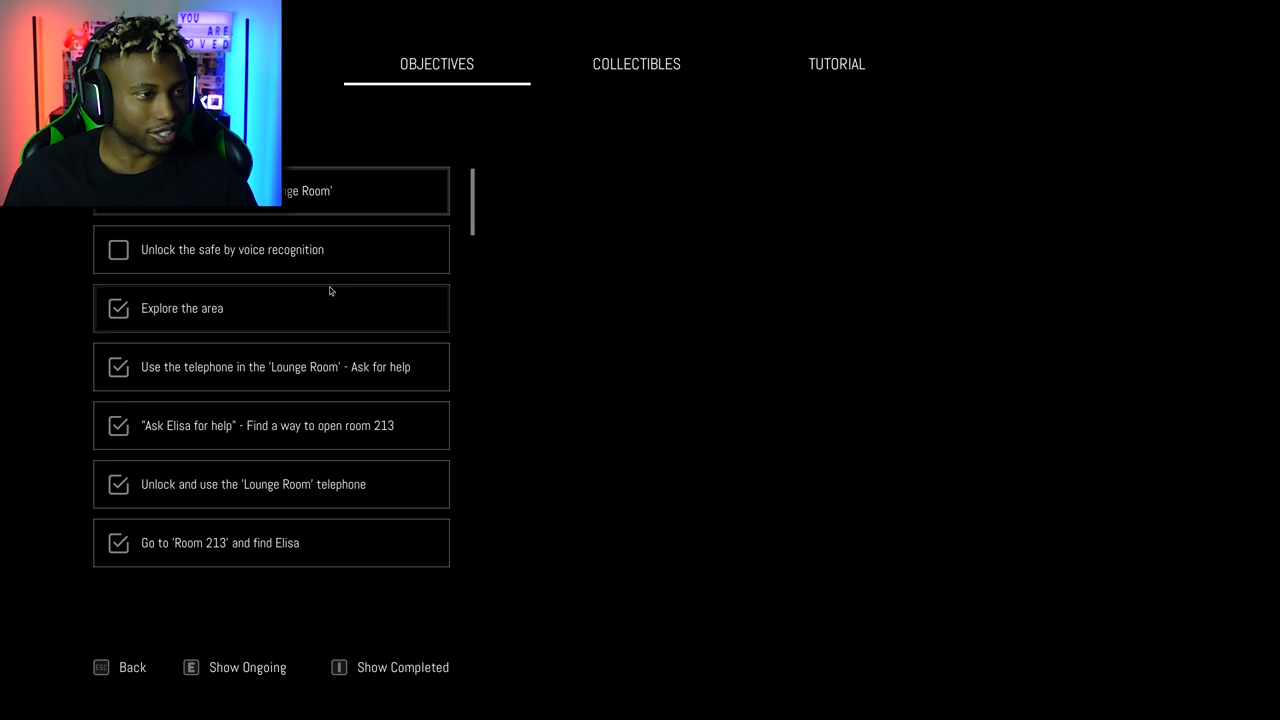 YOU
ARE
OVED
OBJECTIVES
COLLECTIBLES
TUTORIAL
nge Room'
Unlock the safe by voice recognition
Explore the area
Use the telephone in the 'Lounge Room' - Ask for help
"Ask Elisa for help" - Find a way to open room 213
Unlock and use the 'Lounge Room' telephone
Go to 'Room 213' and find Elisa
ESC Back
E Show Ongoing
I Show Completed